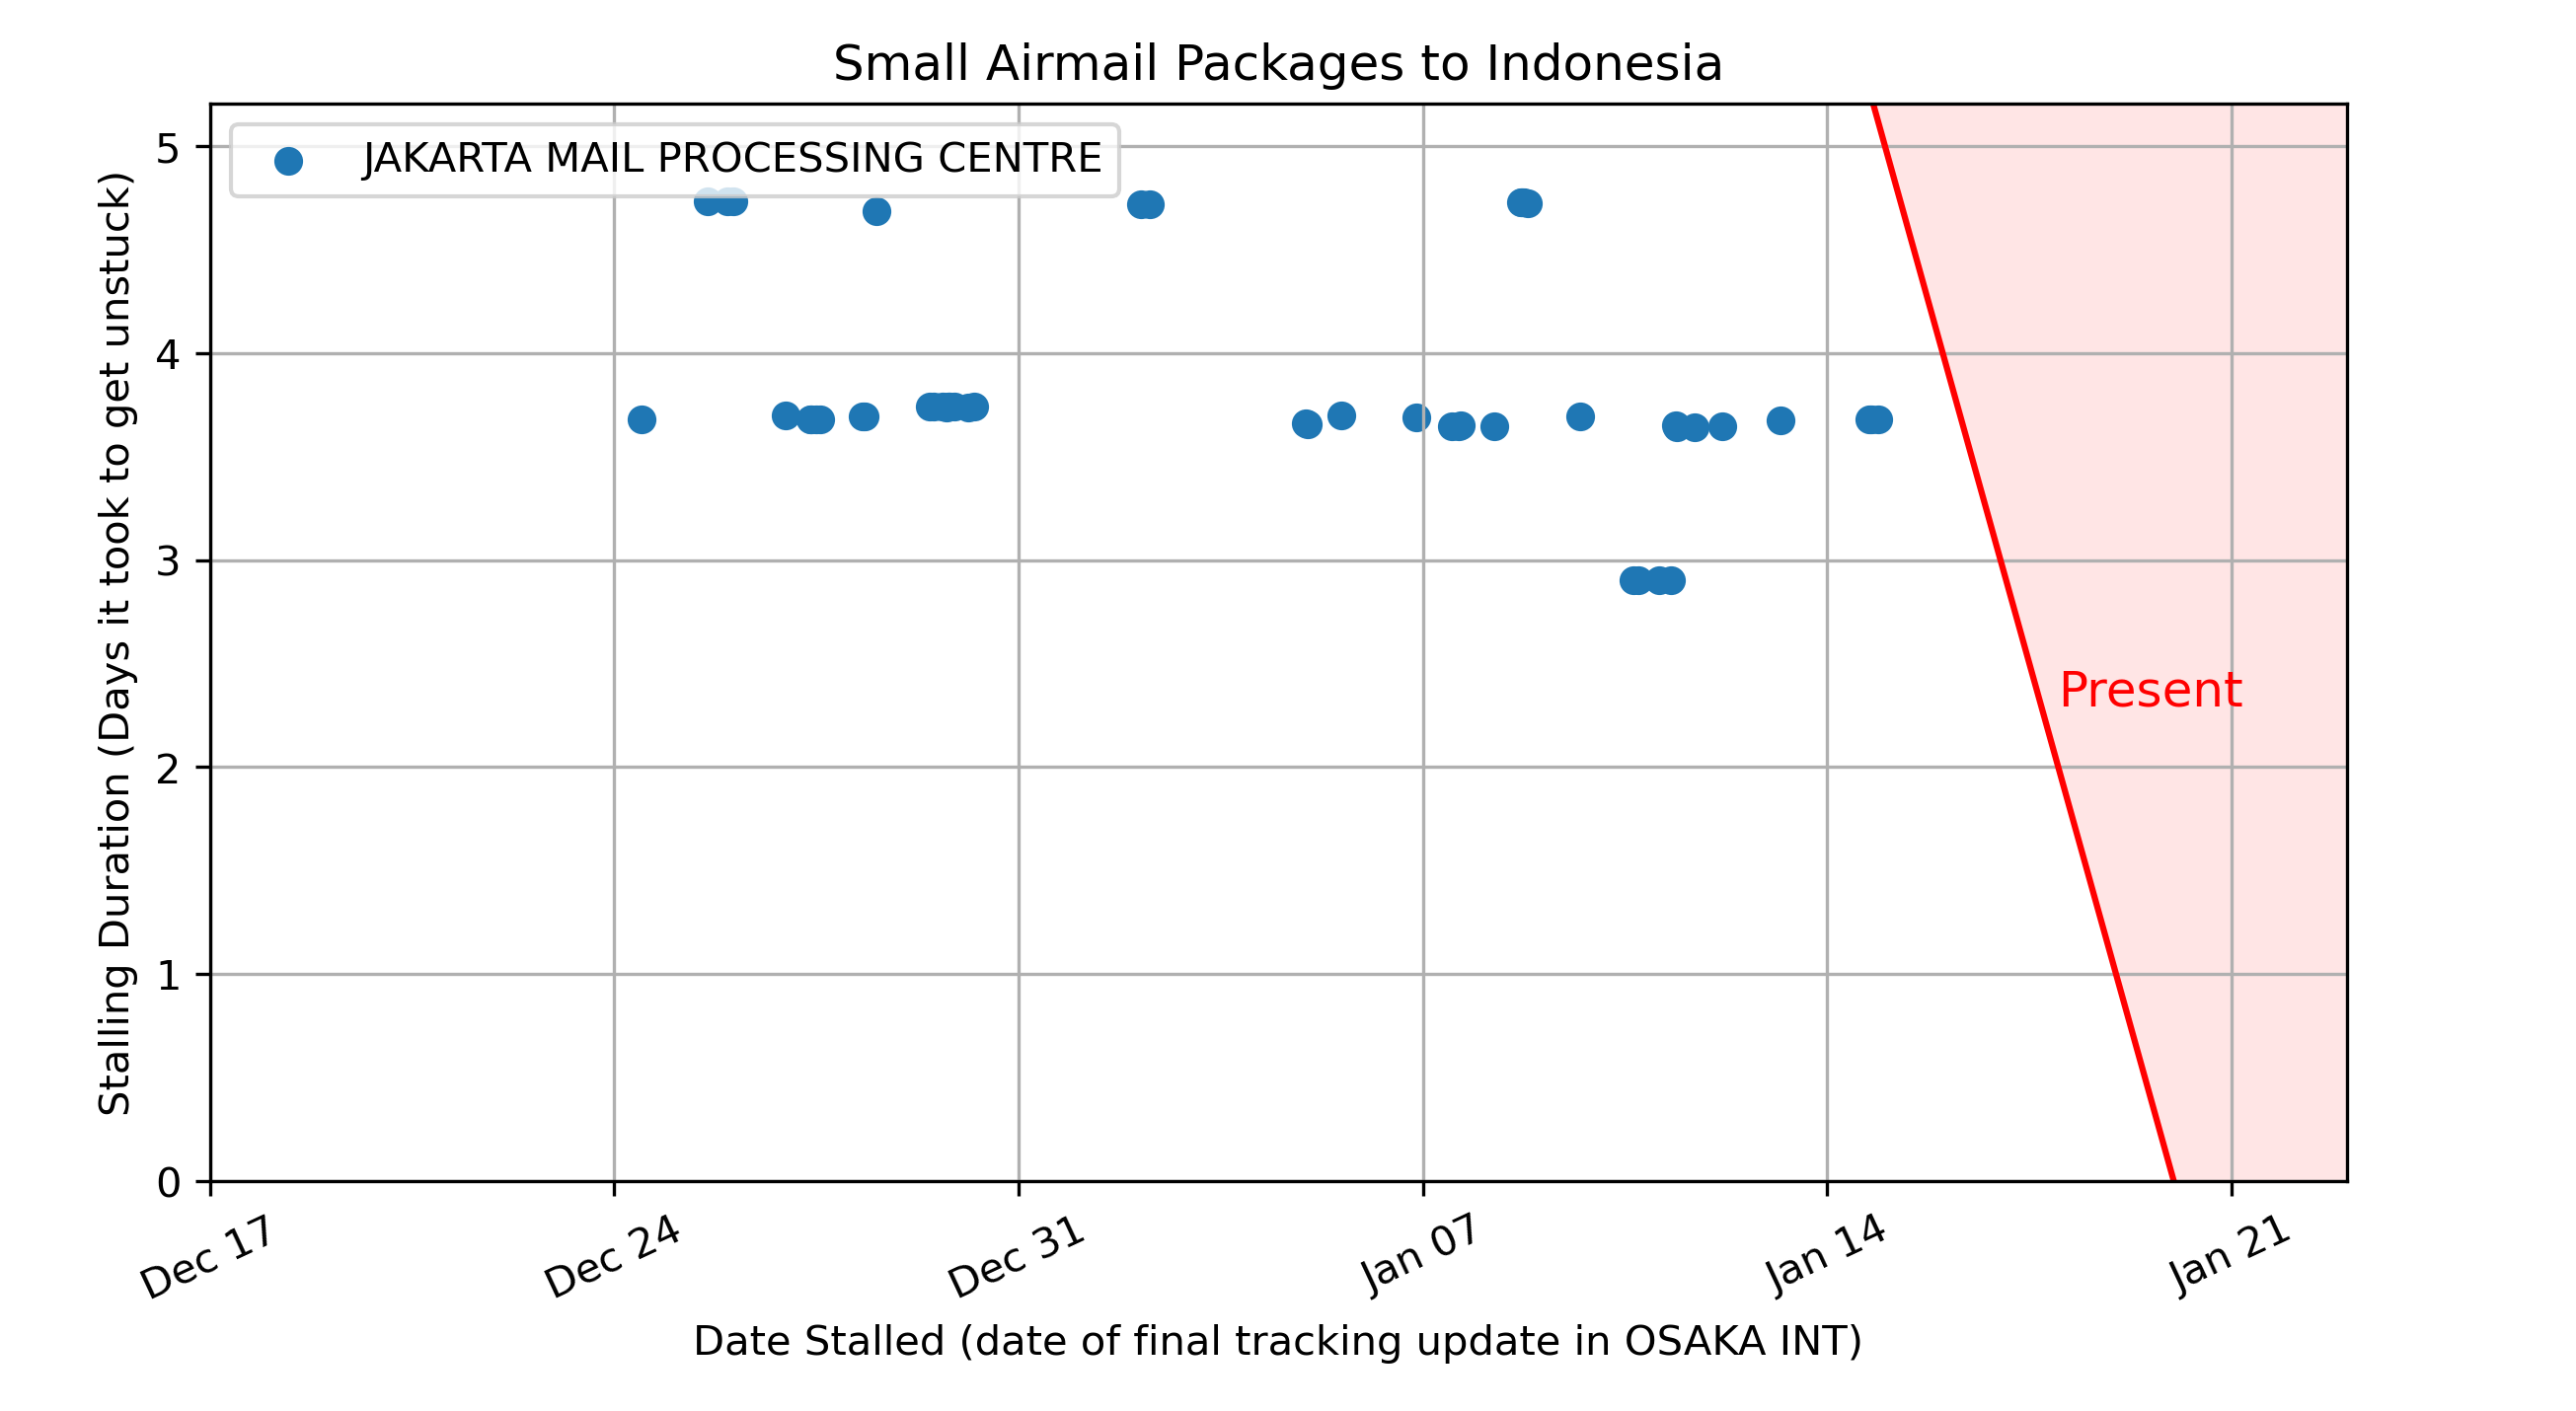 Small Airmail Packages to Indonesia
JAKARTA MAIL PROCESSING CENTRE
Stalling Duration (Days it took to get unstuck)
5
4
3
2
1
0
Present
Dec 17
Dec 24
Dec 31
Jan 07
Jan 14
Jan 21
Date Stalled (date of final tracking update in OSAKA INT)